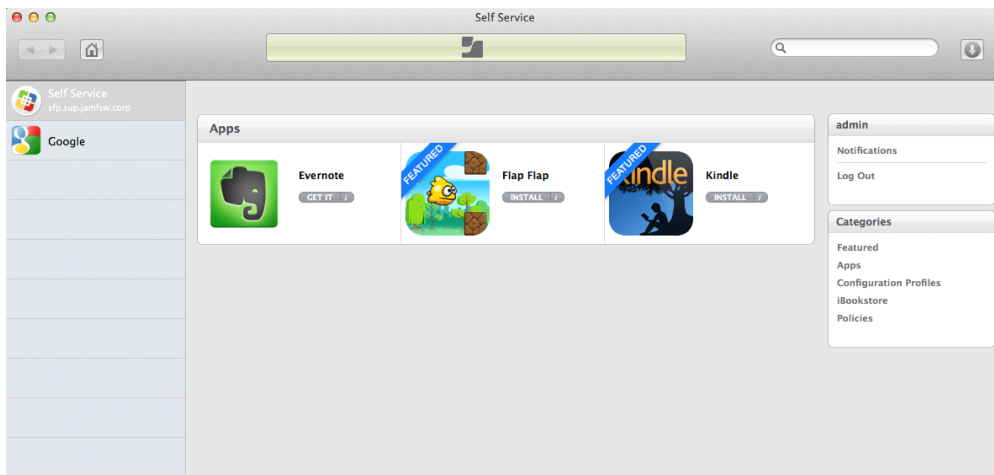 Self Service
Self Service
sfp.sup.jamfsw.corp
Google
Apps
Evernote
GET IT i
FEATURED
Flap Flap
INSTALL i
FEATURED
kindle
Kindle
INSTALL i
admin
Notifications
Log Out
Categories
Featured
Apps
Configuration Profiles
iBookstore
Policies